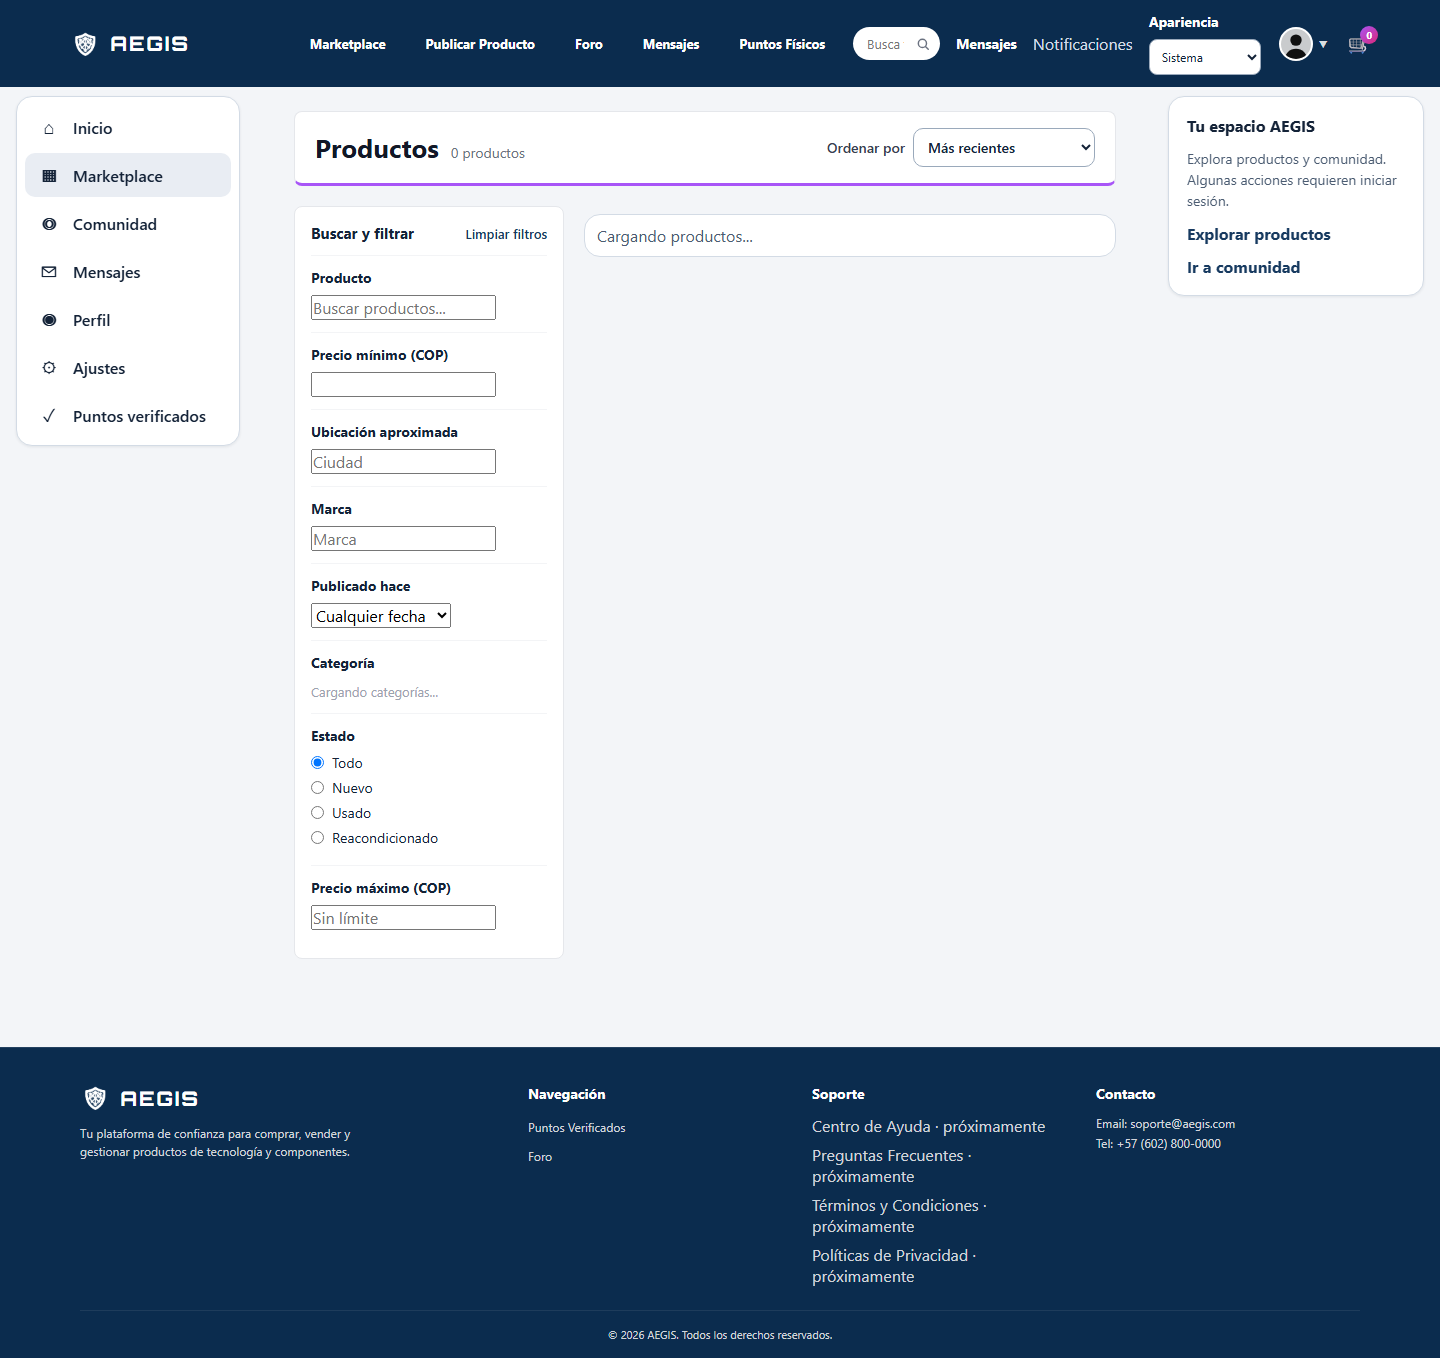 AEGIS
Marketplace
Publicar Producto
Foro
Mensajes
Puntos Físicos
Busca
Mensajes
Notificaciones
Apariencia
Sistema
0
Inicio
Marketplace
Comunidad
Mensajes
Perfil
Ajustes
Puntos verificados
Productos 0 productos
Ordenar por Más recientes
Buscar y filtrar Limpiar filtros
Producto
Buscar productos...
Precio mínimo (COP)
Ubicación aproximada
Ciudad
Marca
Marca
Publicado hace
Cualquier fecha
Categoría
Cargando categorías...
Estado
Todo
Nuevo
Usado
Reacondicionado
Precio máximo (COP)
Sin límite
Cargando productos...
Tu espacio AEGIS
Explora productos y comunidad.
Algunas acciones requieren iniciar
sesión.
Explorar productos
Ir a comunidad
AEGIS
Tu plataforma de confianza para comprar, vender y
gestionar productos de tecnología y componentes.
Navegación
Puntos Verificados
Foro
Soporte
Centro de Ayuda · próximamente
Preguntas Frecuentes ·
próximamente
Términos y Condiciones ·
próximamente
Políticas de Privacidad ·
próximamente
Contacto
Email: soporte@aegis.com
Tel: +57 (602) 800-0000
© 2026 AEGIS. Todos los derechos reservados.